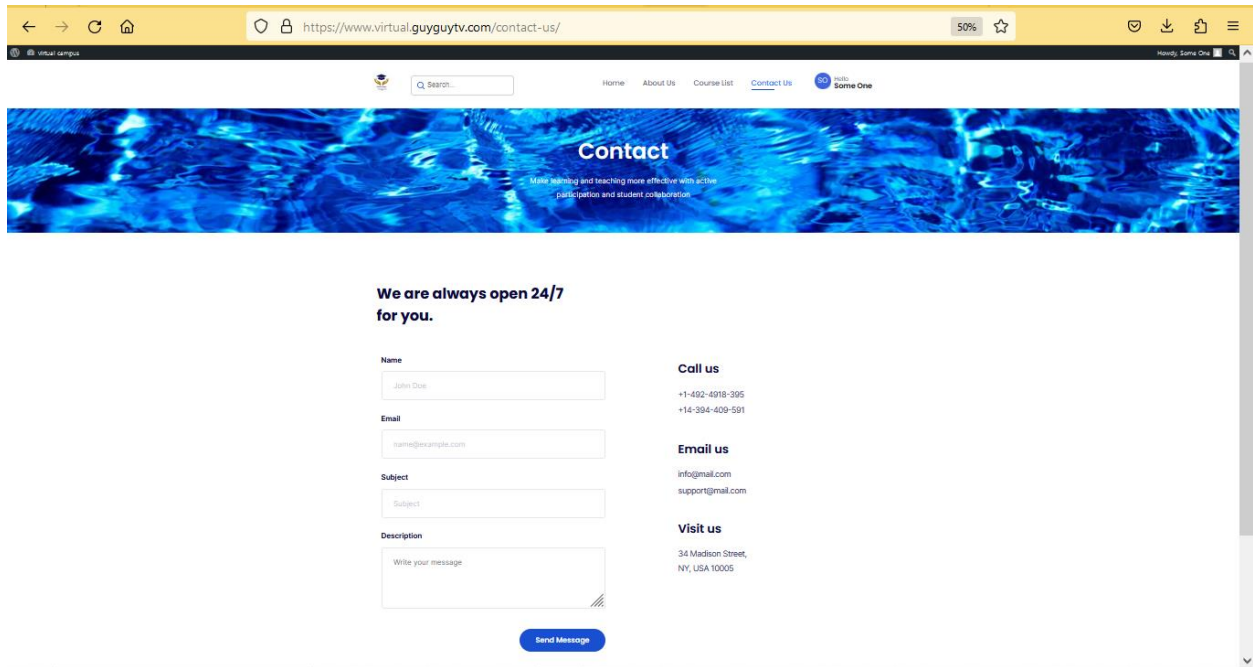 https://www.virtual.guyguytv.com/contact-us/
50%
virtual campus
Howdy, Some One
Search...
Home
About Us
Course List
Contact Us
SO
Hello
Some One
Contact
Make learning and teaching more effective with active
participation and student collaboration
We are always open 24/7
for you.
Name
John Doe
Email
name@example.com
Subject
Subject
Description
Write your message
Send Message
Call us
+1-492-4918-395
+14-394-409-591
Email us
info@mail.com
support@mail.com
Visit us
34 Madison Street,
NY, USA 10005